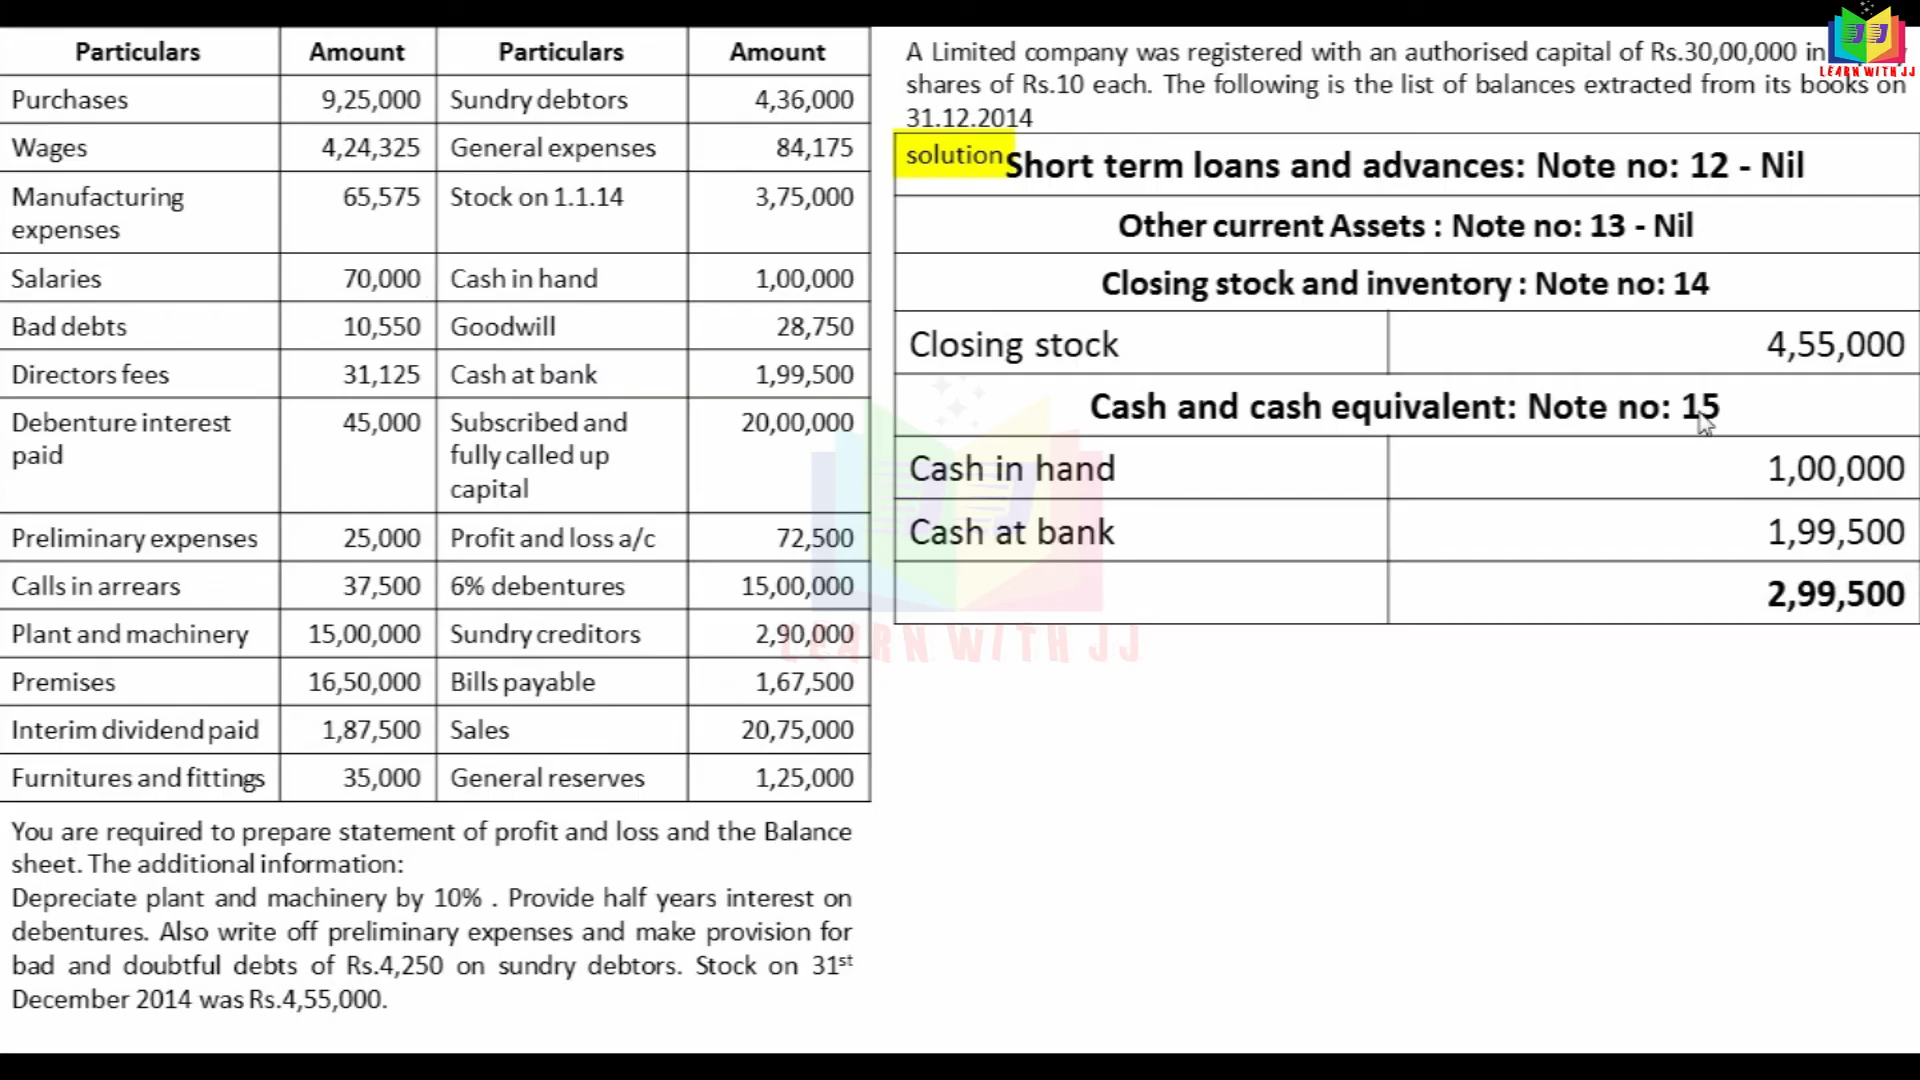 Particulars Amount Particulars Amount
Purchases 9,25,000 Sundry debtors 4,36,000
Wages 4,24,325 General expenses 84,175
Manufacturing expenses 65,575 Stock on 1.1.14 3,75,000
Salaries 70,000 Cash in hand 1,00,000
Bad debts 10,550 Goodwill 28,750
Directors fees 31,125 Cash at bank 1,99,500
Debenture interest paid 45,000 Subscribed and fully called up capital 20,00,000
Preliminary expenses 25,000 Profit and loss a/c 72,500
Calls in arrears 37,500 6% debentures 15,00,000
Plant and machinery 15,00,000 Sundry creditors 2,90,000
Premises 16,50,000 Bills payable 1,67,500
Interim dividend paid 1,87,500 Sales 20,75,000
Furnitures and fittings 35,000 General reserves 1,25,000
You are required to prepare statement of profit and loss and the Balance
sheet. The additional information:
Depreciate plant and machinery by 10% . Provide half years interest on
debentures. Also write off preliminary expenses and make provision for
bad and doubtful debts of Rs.4,250 on sundry debtors. Stock on 31st
December 2014 was Rs.4,55,000.
A Limited company was registered with an authorised capital of Rs.30,00,000 in
shares of Rs.10 each. The following is the list of balances extracted from its books on
31.12.2014
solution
Short term loans and advances: Note no: 12 - Nil
Other current Assets : Note no: 13 - Nil
Closing stock and inventory : Note no: 14
Closing stock 4,55,000
Cash and cash equivalent: Note no: 15
Cash in hand 1,00,000
Cash at bank 1,99,500
2,99,500
LEARN WITH JJ
LEARN WITH JJ